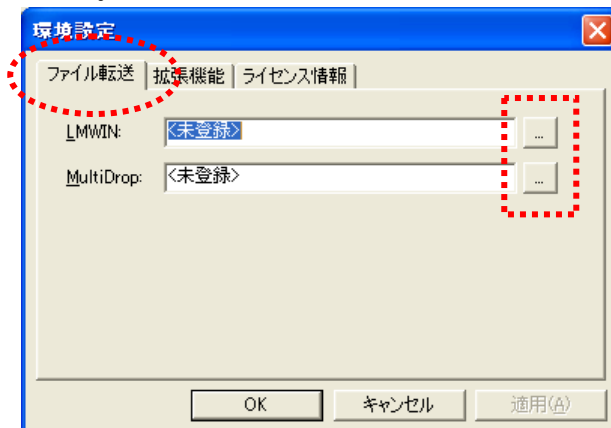 環境設定
ファイル転送 拡張機能 ライセンス情報
LMWIN: <未登録> ...
MultiDrop: <未登録> ...
OK キャンセル 適用(A)